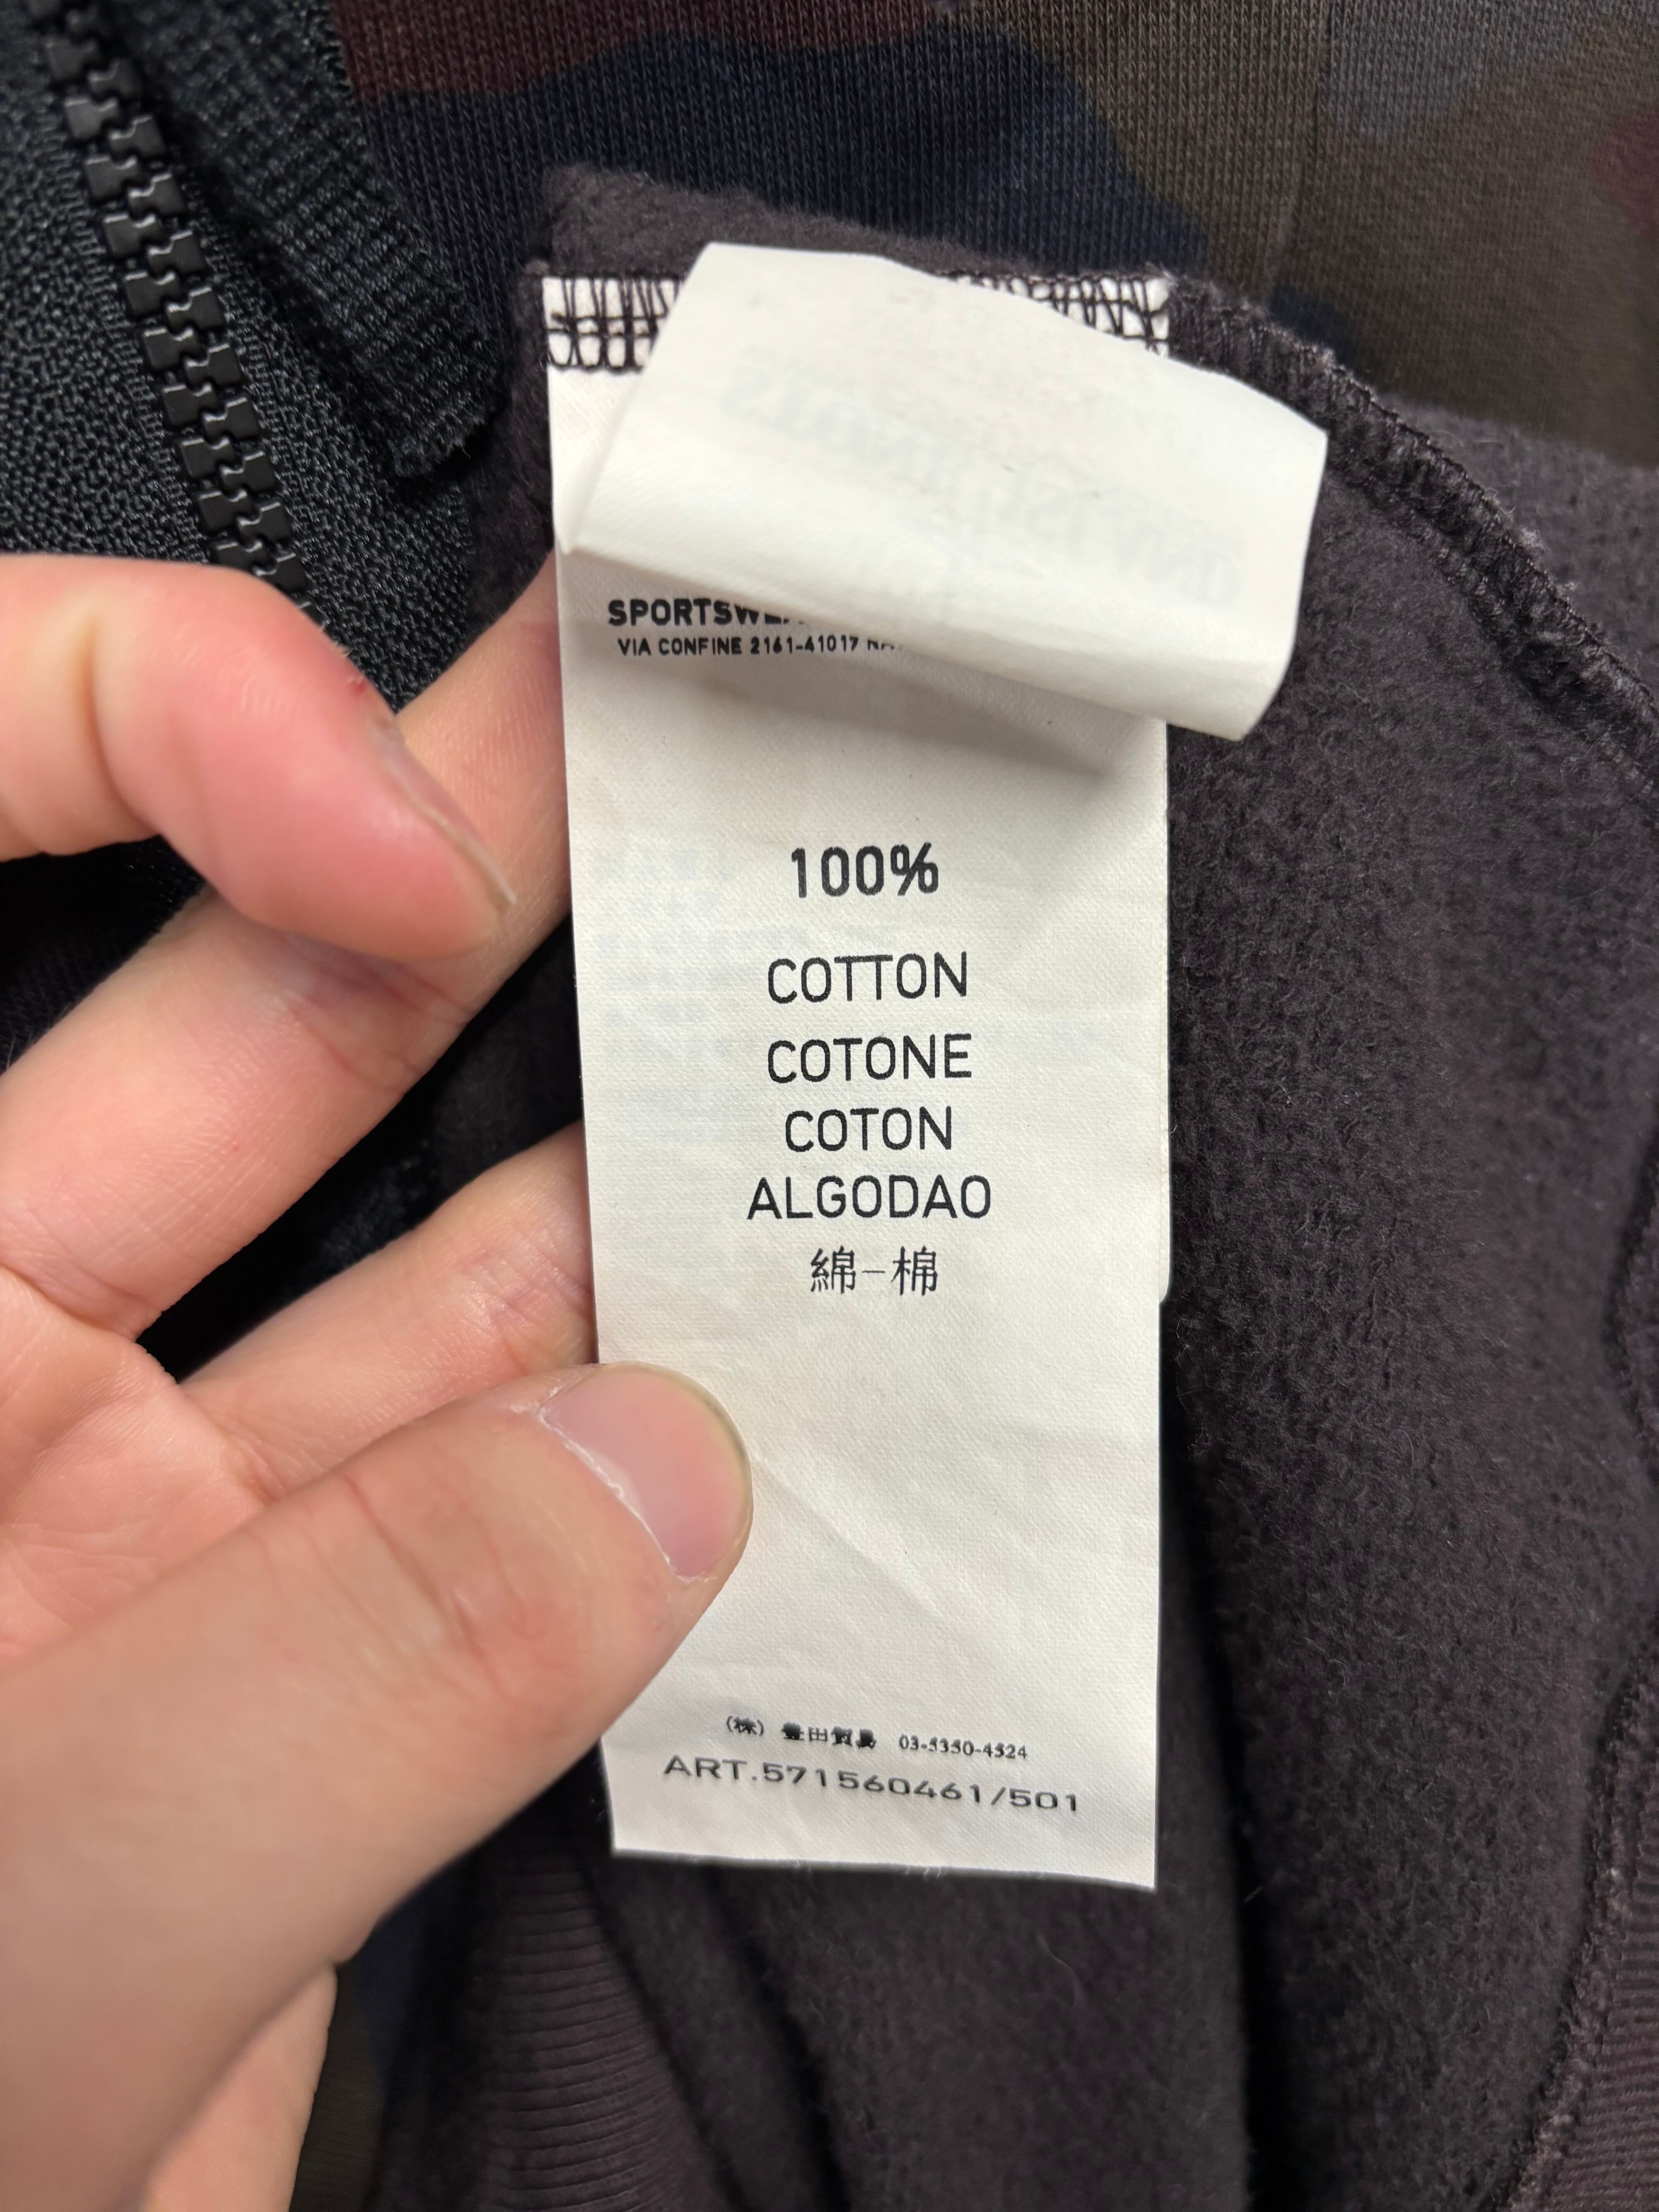 SPORTSWEA
VIA CONFINE 2161-41017
100%
COTTON
COTONE
COTON
ALGODAO
綿-棉
(株) 豊田貿易 03-5350-4524
ART.571560461/501